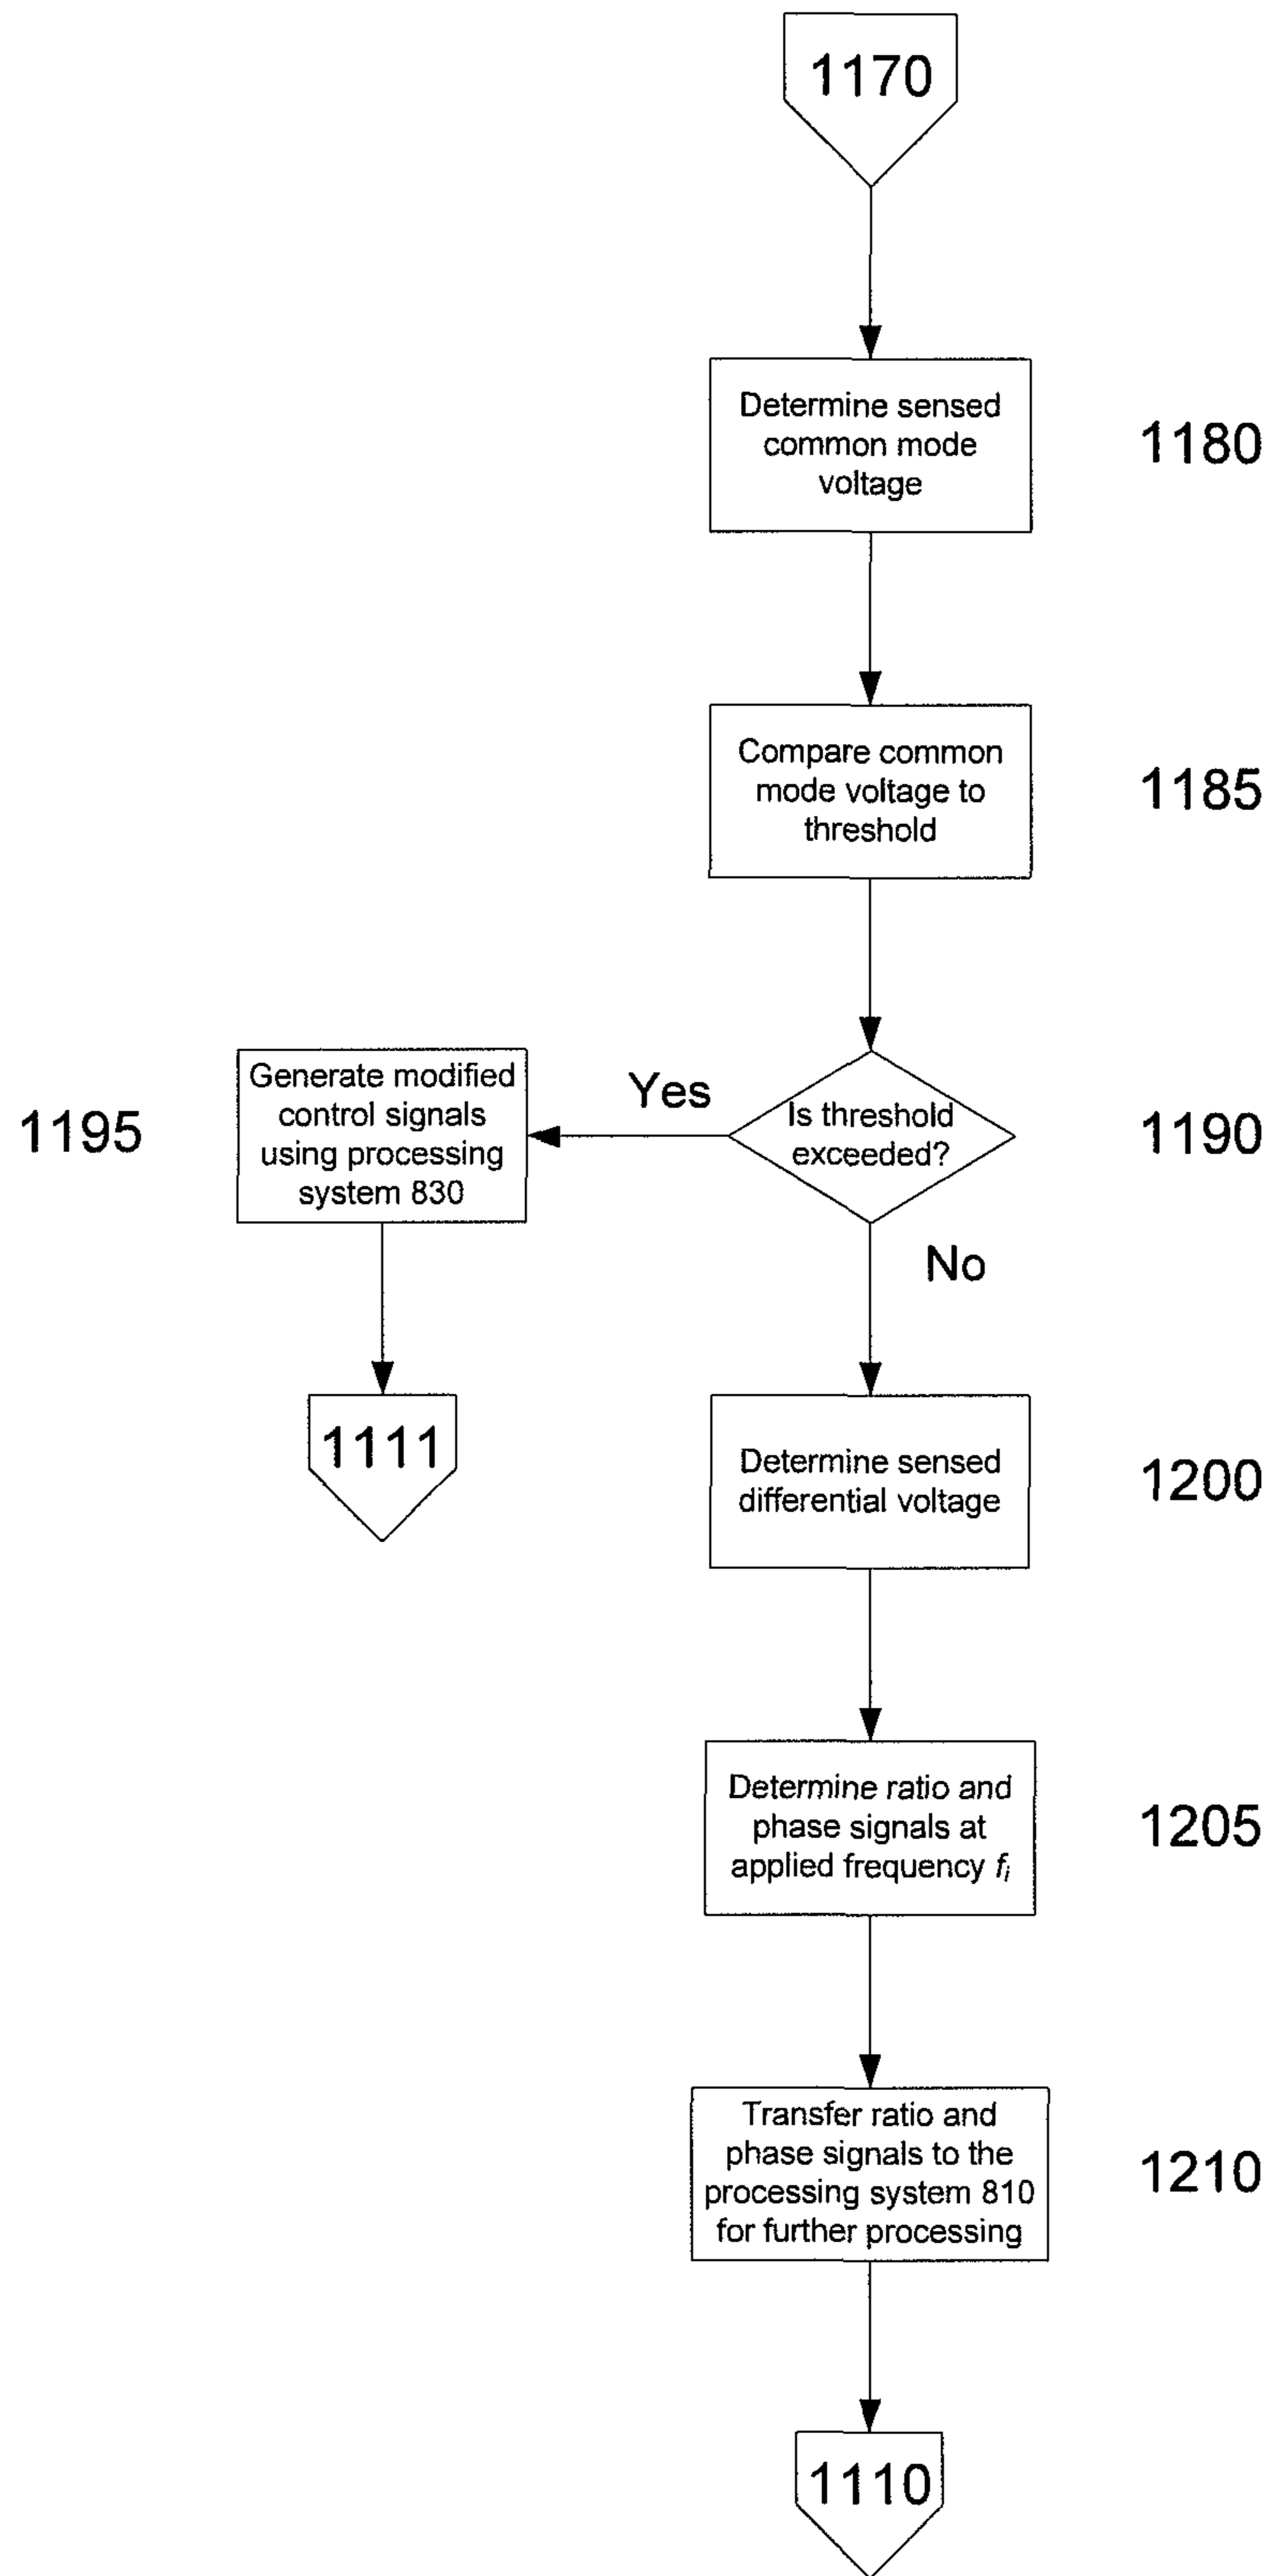 1170
Determine sensed
common mode
voltage
1180
Compare common
mode voltage to
threshold
1185
Is threshold
exceeded?
1190
Yes
Generate modified
control signals
using processing
system 830
1195
1111
No
Determine sensed
differential voltage
1200
Determine ratio and
phase signals at
applied frequency fi
1205
Transfer ratio and
phase signals to the
processing system 810
for further processing
1210
1110